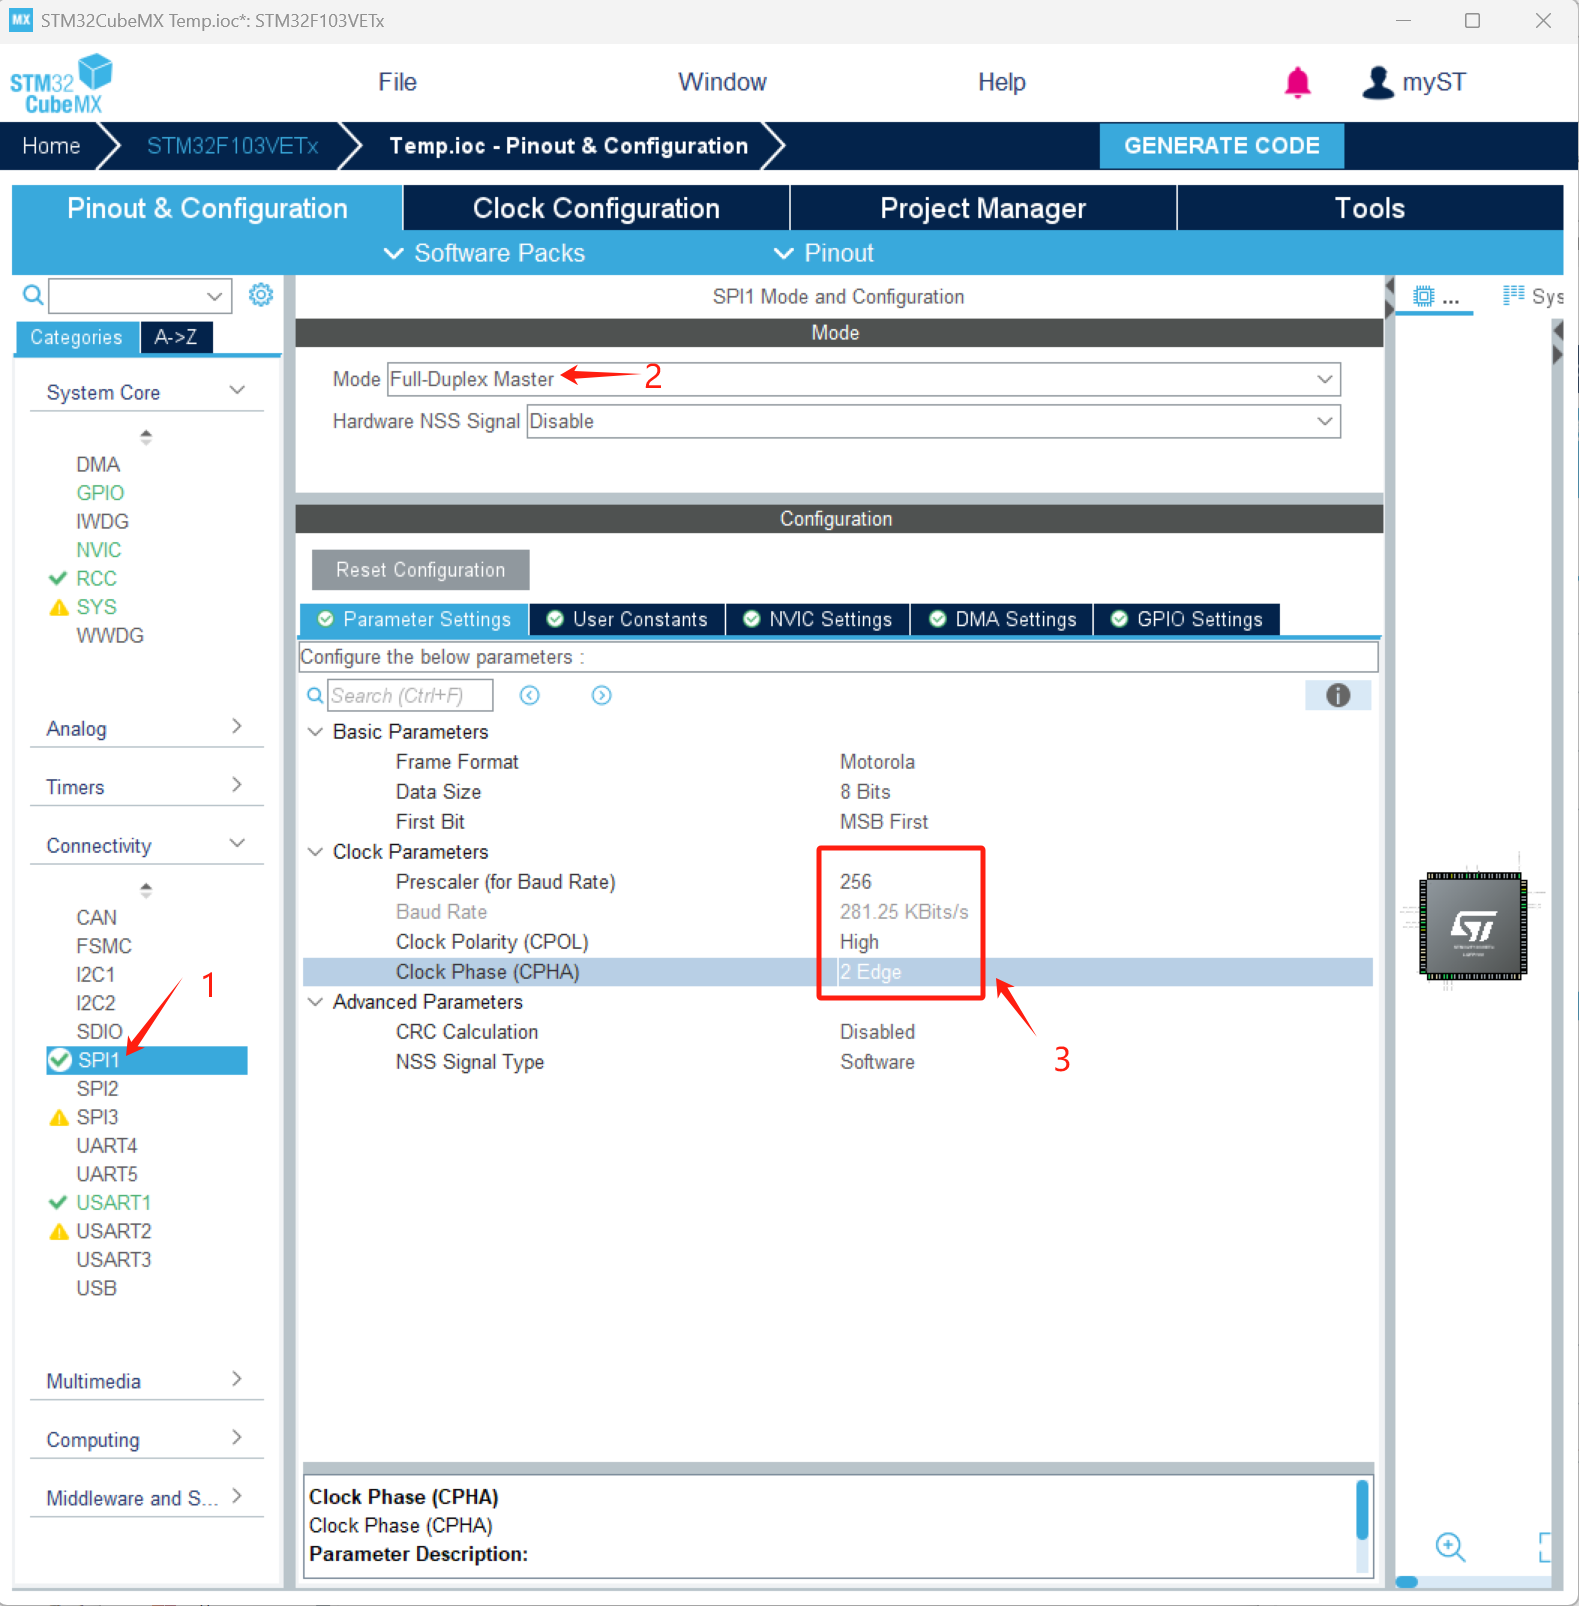 MX STM32CubeMX Temp.ioc*: STM32F103VETx
STM32
CubeMX
File
Window
Help
myST
Home
STM32F103VETx
Temp.ioc - Pinout & Configuration
GENERATE CODE
Pinout & Configuration
Clock Configuration
Project Manager
Tools
Software Packs
Pinout
Categories
A->Z
System Core
DMA
GPIO
IWDG
NVIC
RCC
SYS
WWDG
Analog
Timers
Connectivity
CAN
FSMC
I2C1
I2C2
SDIO
SPI1
SPI2
SPI3
UART4
UART5
USART1
USART2
USART3
USB
1
Multimedia
Computing
Middleware and S...
SPI1 Mode and Configuration
Mode
Mode Full-Duplex Master
2
Hardware NSS Signal Disable
Configuration
Reset Configuration
Parameter Settings
User Constants
NVIC Settings
DMA Settings
GPIO Settings
Configure the below parameters :
Search (Ctrl+F)
Basic Parameters
Frame Format Motorola
Data Size 8 Bits
First Bit MSB First
Clock Parameters
Prescaler (for Baud Rate) 256
Baud Rate 281.25 KBits/s
Clock Polarity (CPOL) High
Clock Phase (CPHA) 2 Edge
Advanced Parameters
CRC Calculation Disabled
NSS Signal Type Software
3
Clock Phase (CPHA)
Clock Phase (CPHA)
Parameter Description:
...
Sys
ST